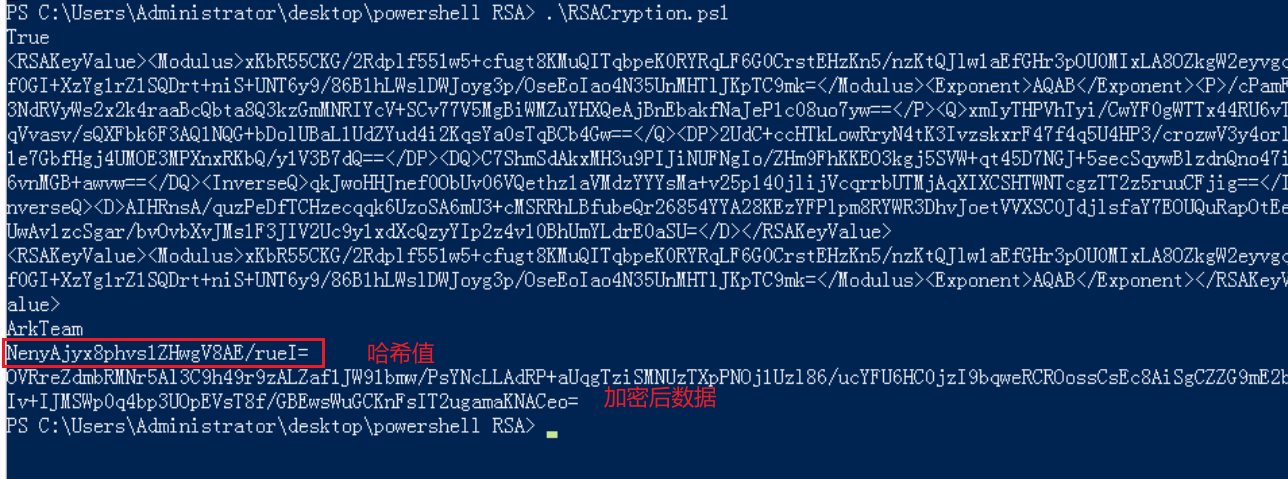 PS C:\Users\Administrator\desktop\powershell RSA> .\RSACryption.ps1
True
<RSAKeyValue><Modulus>xKbR55CKG/2Rdplf551w5+cfugt8KMuQITqbpeK0RYRqLF6G0CrstEHzKn5/nzKtQJlw1aEfGHr3pOU0MIxLA8OZkgW2eyvgc
f0GI+XzYg1rZ1SQDrt+niS+UNT6y9/86B1hLWslDWJoyg3p/OseEoIao4N35UnMHTlJKpTC9mk=</Modulus><Exponent>AQAB</Exponent><P>/cPamF
3NdRVyWs2x2k4raaBcQbta8Q3kzGmMNRIYcV+SCv77V5MgBiWMZuYHXQeAjBnEbakfNaJeP1c08uo7yw==</P><Q>xmIyTHPVhTyi/CwYF0gWTTx44RU6v1
qVvasv/sQXFbk6F3AQ1NQG+bDolUBaL1UdZYud4i2KqsYa0sTqBCb4Gw==</Q><DP>2UdC+ccHTkLowRryN4tK3IvzskxrF47f4q5U4HP3/crozwV3y4or1
1e7GbfHgj4UMOE3MPXnxRKbQ/y1V3B7dQ==</DP><DQ>C7ShmSdAkxMH3u9PIJiNUFNgIo/ZHm9FhKKEO3kgj5SVW+qt45D7NGJ+5secSqywBlzdnQno47i
6vnMGB+awvw==</DQ><InverseQ>qkJwoHHJnef0ObUv06VQethz1aVMdzYYYsMa+v25p140jlijVcqrrbUTMjAqXIXCSHTWNTcgzTT2z5ruuCFjig==</I
nverseQ><D>AIHRnsA/quzPeDfTCHzecqqk6UzoSA6mU3+cMSRRhLBfubeQr26854YYA28KEzYFPlpm8RYWR3DhvJoetVVXSC0JdjlsfaY7EOUQuRapOtEe
UwAv1zcSgar/bvOvbXvJMs1F3JIV2Uc9y1xdXcQzyYIp2z4v10BhUmYLdrE0aSU=</D></RSAKeyValue>
<RSAKeyValue><Modulus>xKbR55CKG/2Rdplf551w5+cfugt8KMuQITqbpeK0RYRqLF6G0CrstEHzKn5/nzKtQJlw1aEfGHr3pOU0MIxLA8OZkgW2eyvgc
f0GI+XzYg1rZ1SQDrt+niS+UNT6y9/86B1hLWslDWJoyg3p/OseEoIao4N35UnMHTlJKpTC9mk=</Modulus><Exponent>AQAB</Exponent></RSAKeyV
alue>
ArkTeam
NenyAjyx8phvs1ZHwgV8AE/rueI= 哈希值
OVRreZdmbRMNr5Al3C9h49r9zALZaf1JW91bmw/PsYNcLLAdRP+aUqgTziSMNUzTXpPNOj1Uzl86/ucYFU6HC0jzI9bqweRCROossCsEc8AiSgCZZG9mE2b
Iv+IJMSWp0q4bp3UOpEVsT8f/GBEwsWuGCKnFsIT2ugamaKNACeo= 加密后数据
PS C:\Users\Administrator\desktop\powershell RSA>